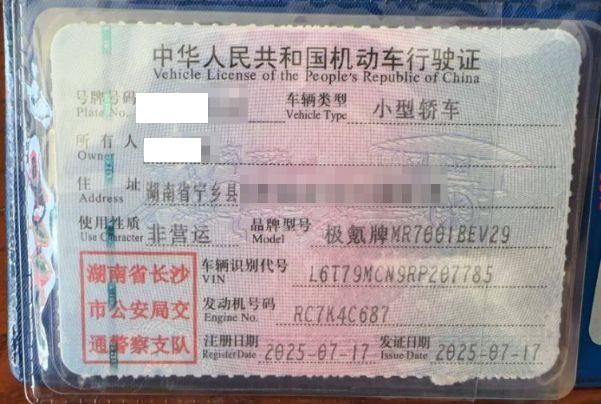 中华人民共和国机动车行驶证
Vehicle License of the People's Republic of China
号牌号码
Plate No.
车辆类型 小型轿车
Vehicle Type
所有人
Owner
住址 湖南省宁乡县
Address
使用性质 非营运
Use Character
品牌型号 极氪牌MR7001BEV29
Model
湖南省长沙
市公安局交
通警察支队
车辆识别代号 L6T79MCN9RP207785
VIN
发动机号码 RC7K4C687
Engine No.
注册日期 2025-07-17
Register Date
发证日期 2025-07-17
Issue Date